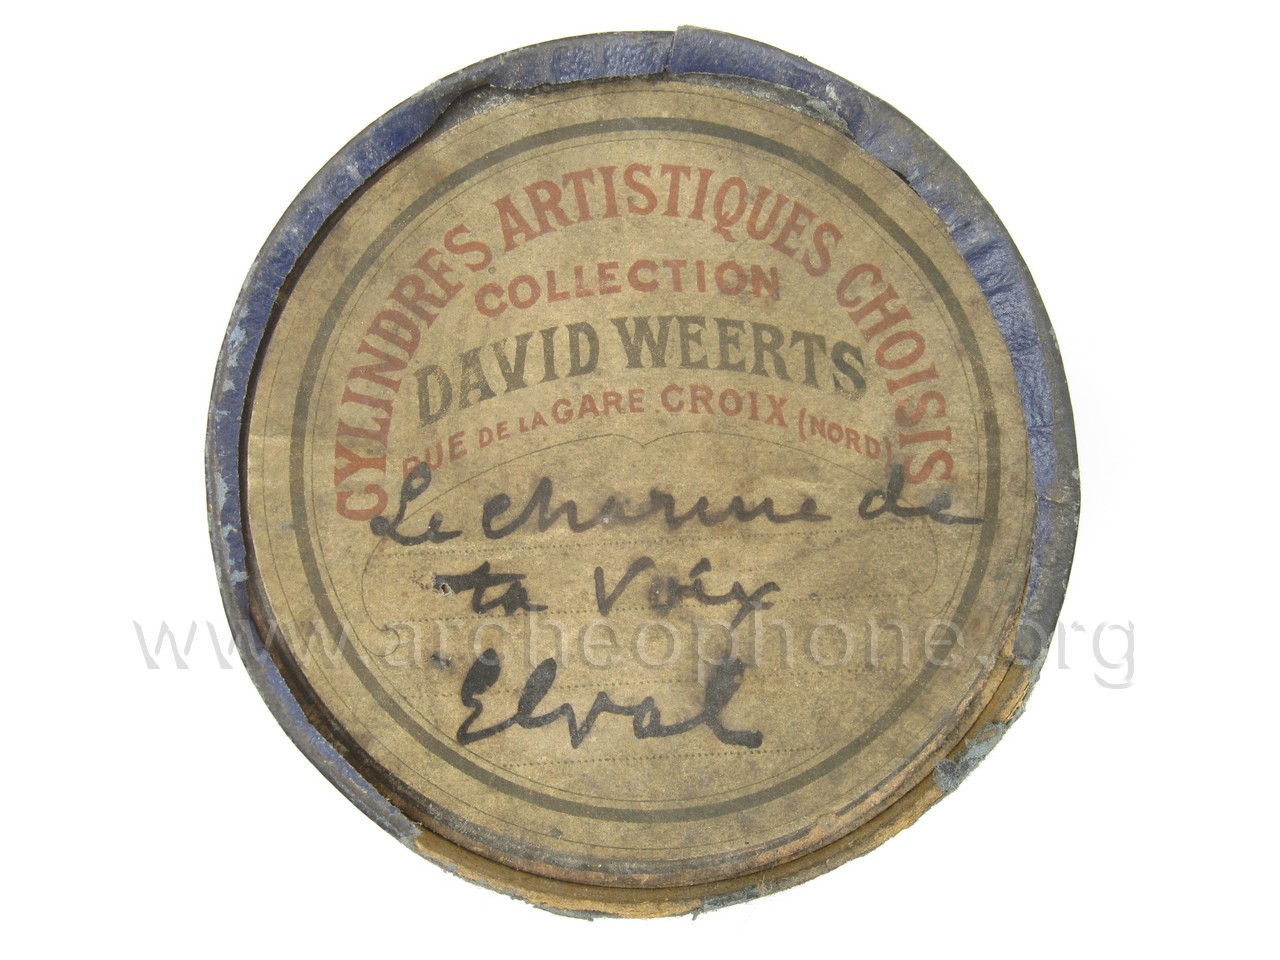 CYLINDRES ARTISTIQUES CHOISIS
COLLECTION
DAVID WEERTS
RUE DE LA GARE . CROIX (NORD)
Le charme de
ta voix
Elval
www.archeophone.org